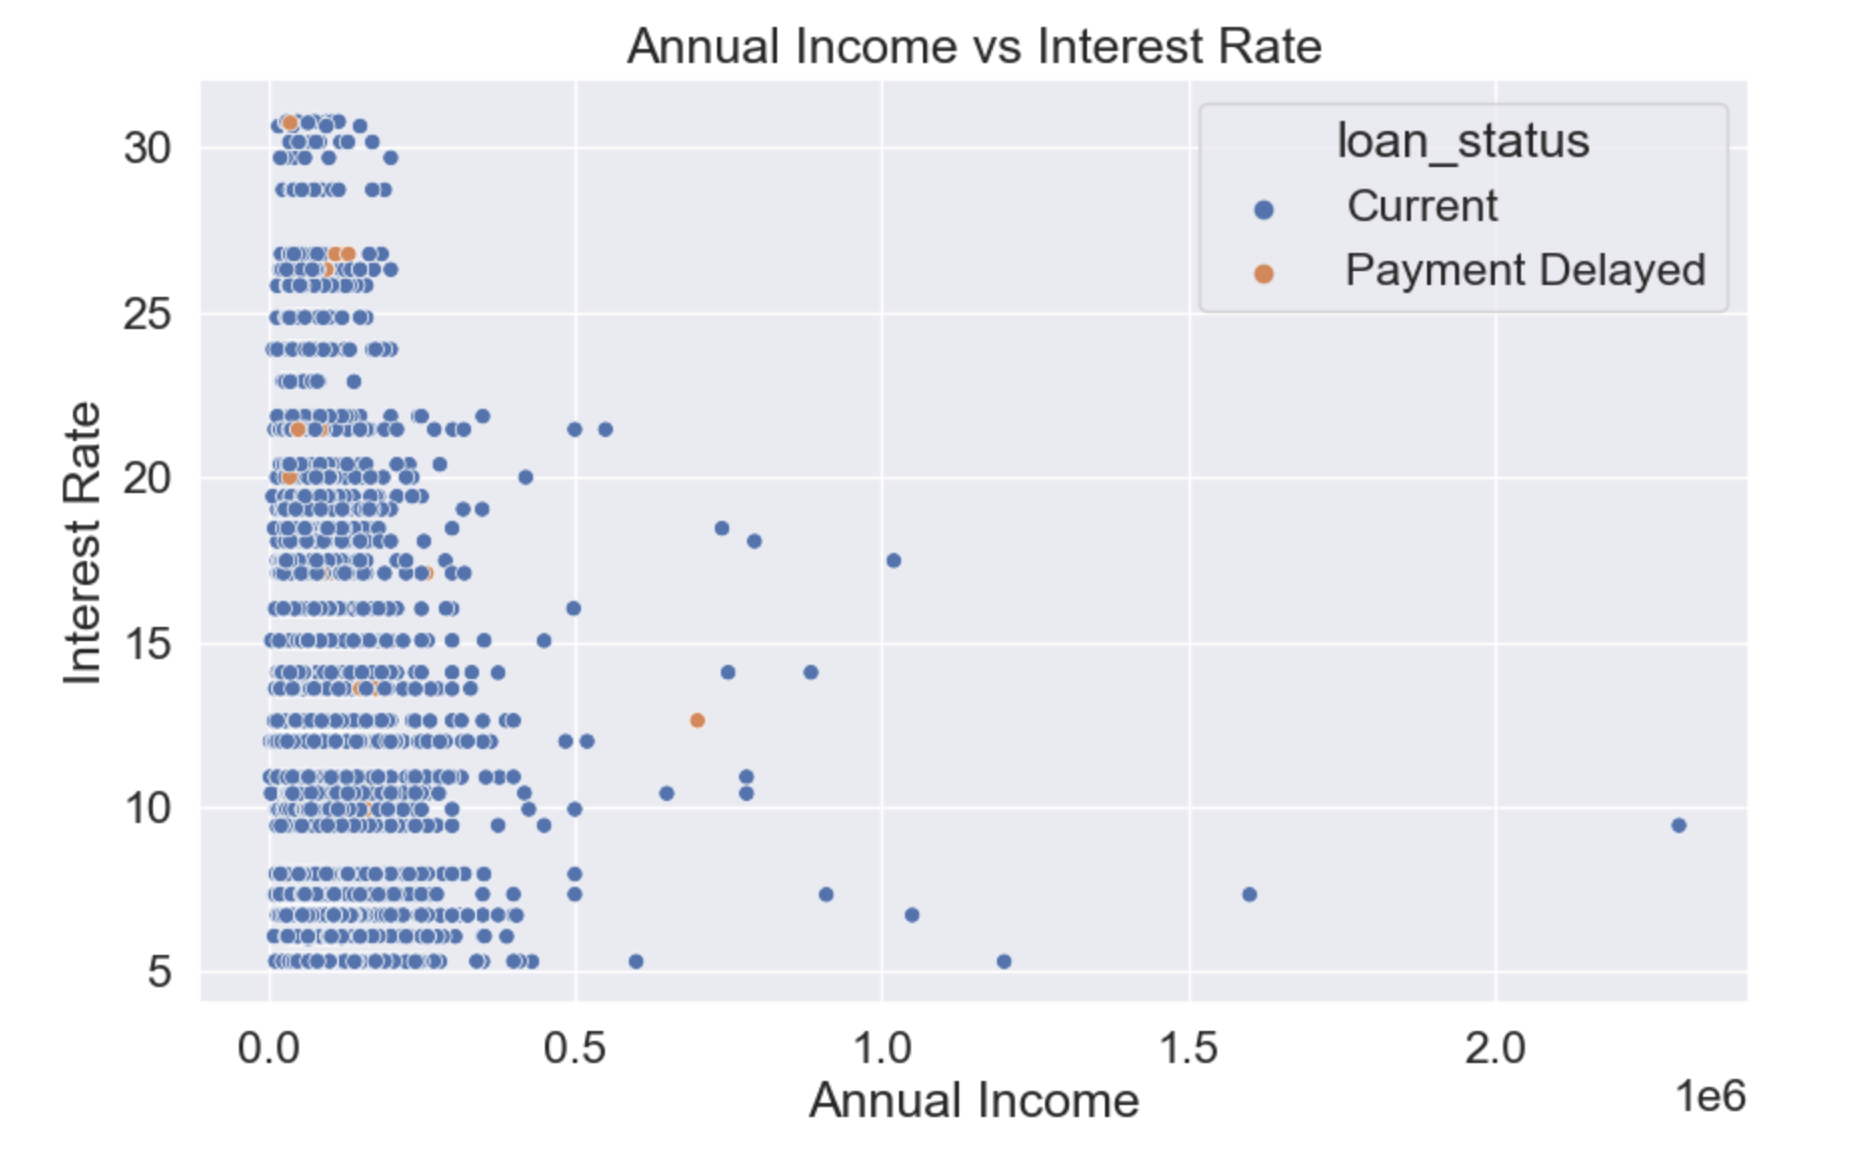 Annual Income vs Interest Rate
loan_status
Current
Payment Delayed
30
25
20
15
10
5
Interest Rate
0.0 0.5 1.0 1.5 2.0
1e6
Annual Income